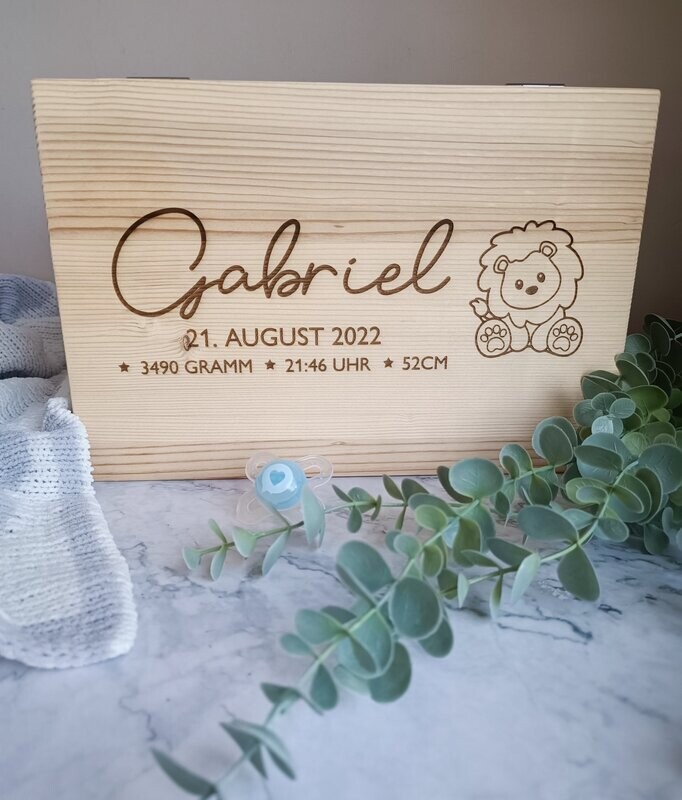 Gabriel
21. AUGUST 2022
★ 3490 GRAMM ★ 21:46 UHR ★ 52CM